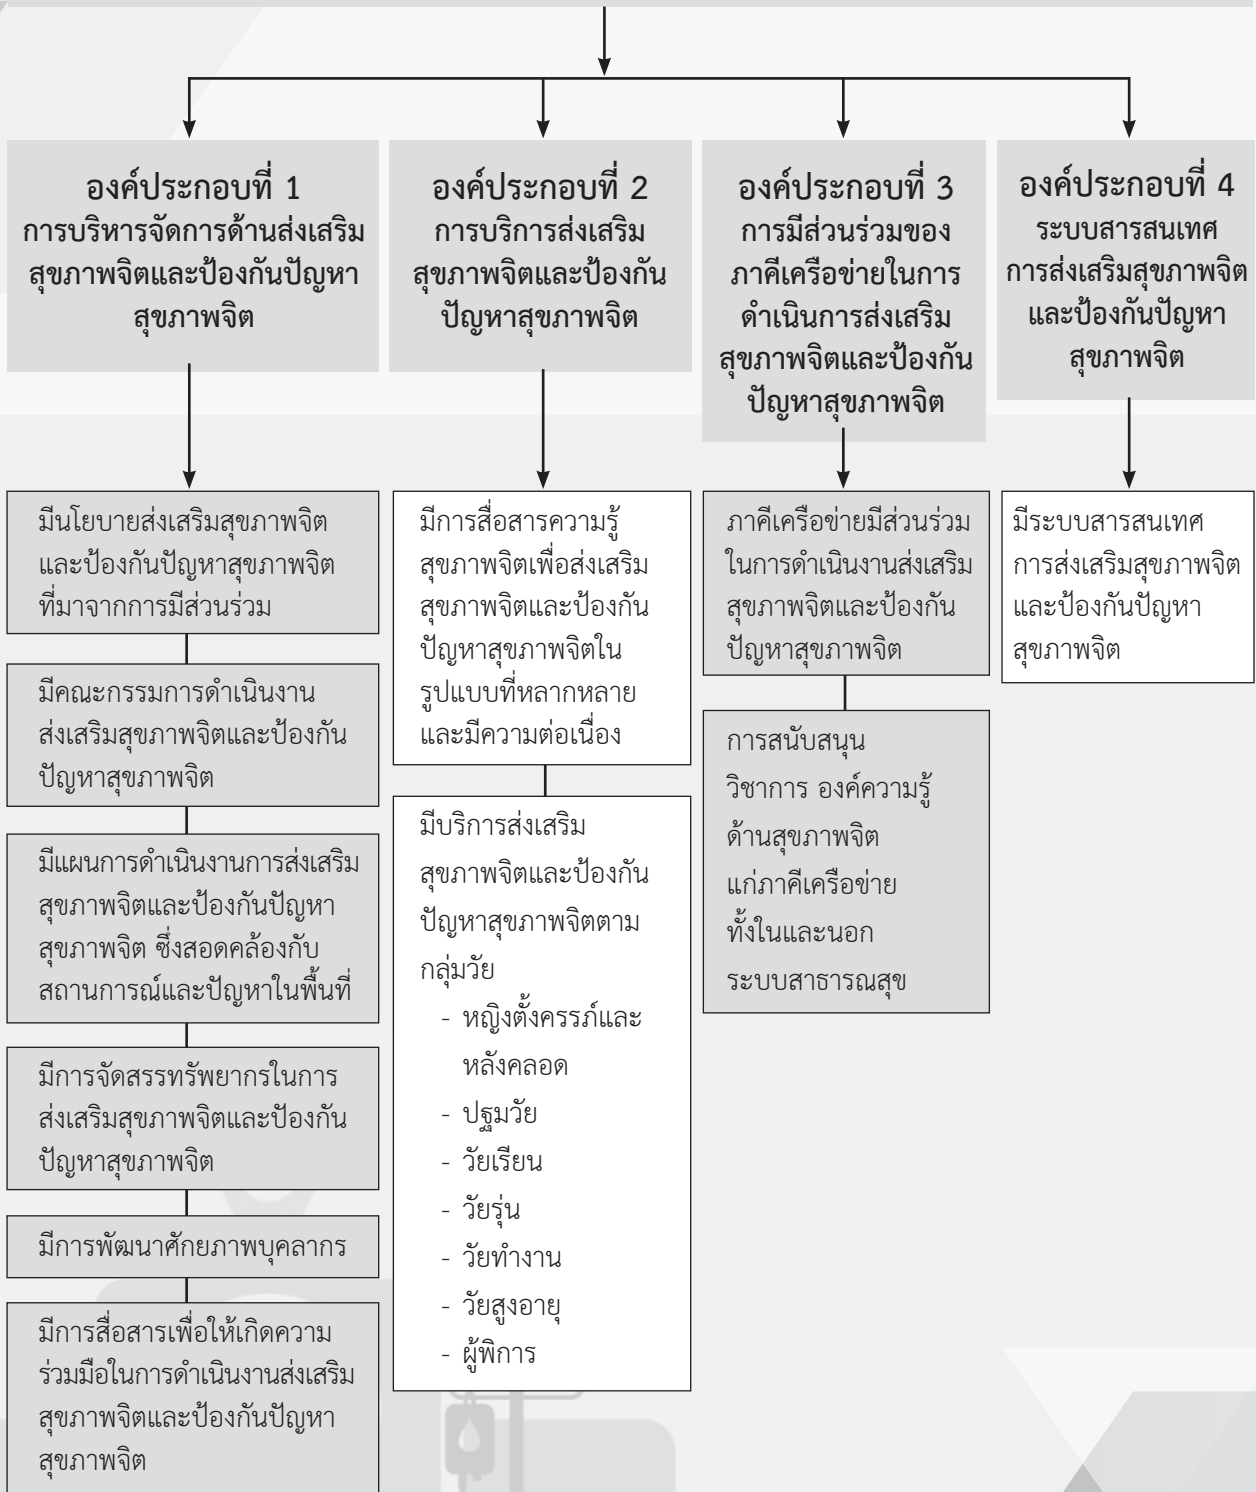 องค์ประกอบที่ 1
การบริหารจัดการด้านส่งเสริม
สุขภาพจิตและป้องกันปัญหา
สุขภาพจิต
องค์ประกอบที่ 2
การบริการส่งเสริม
สุขภาพจิตและป้องกัน
ปัญหาสุขภาพจิต
องค์ประกอบที่ 3
การมีส่วนร่วมของ
ภาคีเครือข่ายในการ
ดำเนินการส่งเสริม
สุขภาพจิตและป้องกัน
ปัญหาสุขภาพจิต
องค์ประกอบที่ 4
ระบบสารสนเทศ
การส่งเสริมสุขภาพจิต
และป้องกันปัญหา
สุขภาพจิต
มีนโยบายส่งเสริมสุขภาพจิต
และป้องกันปัญหาสุขภาพจิต
ที่มาจากการมีส่วนร่วม
มีคณะกรรมการดำเนินงาน
ส่งเสริมสุขภาพจิตและป้องกัน
ปัญหาสุขภาพจิต
มีแผนการดำเนินงานการส่งเสริม
สุขภาพจิตและป้องกันปัญหา
สุขภาพจิต ซึ่งสอดคล้องกับ
สถานการณ์และปัญหาในพื้นที่
มีการจัดสรรทรัพยากรในการ
ส่งเสริมสุขภาพจิตและป้องกัน
ปัญหาสุขภาพจิต
มีการพัฒนาศักยภาพบุคลากร
มีการสื่อสารเพื่อให้เกิดความ
ร่วมมือในการดำเนินงานส่งเสริม
สุขภาพจิตและป้องกันปัญหา
สุขภาพจิต
มีการสื่อสารความรู้
สุขภาพจิตเพื่อส่งเสริม
สุขภาพจิตและป้องกัน
ปัญหาสุขภาพจิตใน
รูปแบบที่หลากหลาย
และมีความต่อเนื่อง
มีบริการส่งเสริม
สุขภาพจิตและป้องกัน
ปัญหาสุขภาพจิตตาม
กลุ่มวัย
- หญิงตั้งครรภ์และ
หลังคลอด
- ปฐมวัย
- วัยเรียน
- วัยรุ่น
- วัยทำงาน
- วัยสูงอายุ
- ผู้พิการ
ภาคีเครือข่ายมีส่วนร่วม
ในการดำเนินงานส่งเสริม
สุขภาพจิตและป้องกัน
ปัญหาสุขภาพจิต
การสนับสนุน
วิชาการ องค์ความรู้
ด้านสุขภาพจิต
แก่ภาคีเครือข่าย
ทั้งในและนอก
ระบบสาธารณสุข
มีระบบสารสนเทศ
การส่งเสริมสุขภาพจิต
และป้องกันปัญหา
สุขภาพจิต